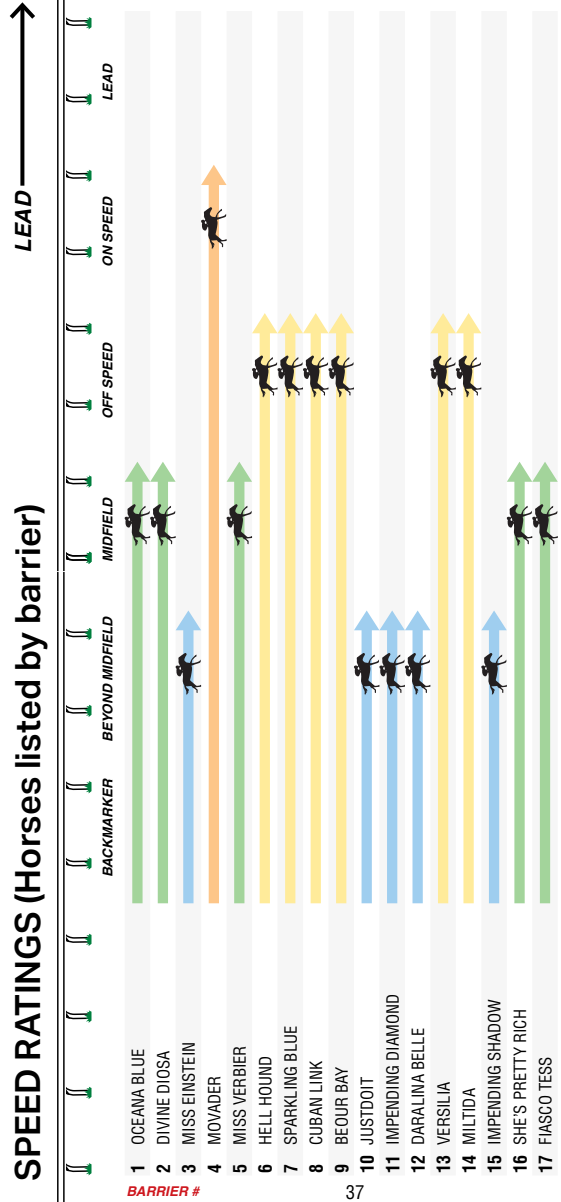 SPEED RATINGS (Horses listed by barrier)
LEAD
BACKMARKER
BEYOND MIDFIELD
MIDFIELD
OFF SPEED
ON SPEED
LEAD
1 OCEANA BLUE
2 DIVINE DIOSA
3 MISS EINSTEIN
4 MOVADER
5 MISS VERBIER
6 HELL HOUND
7 SPARKLING BLUE
8 CUBAN LINK
9 BEOUR BAY
10 JUSTDOIT
11 IMPENDING DIAMOND
12 DARALINA BELLE
13 VERSILIA
14 MILTIDA
15 IMPENDING SHADOW
16 SHE'S PRETTY RICH
17 FIASCO TESS
BARRIER #
37